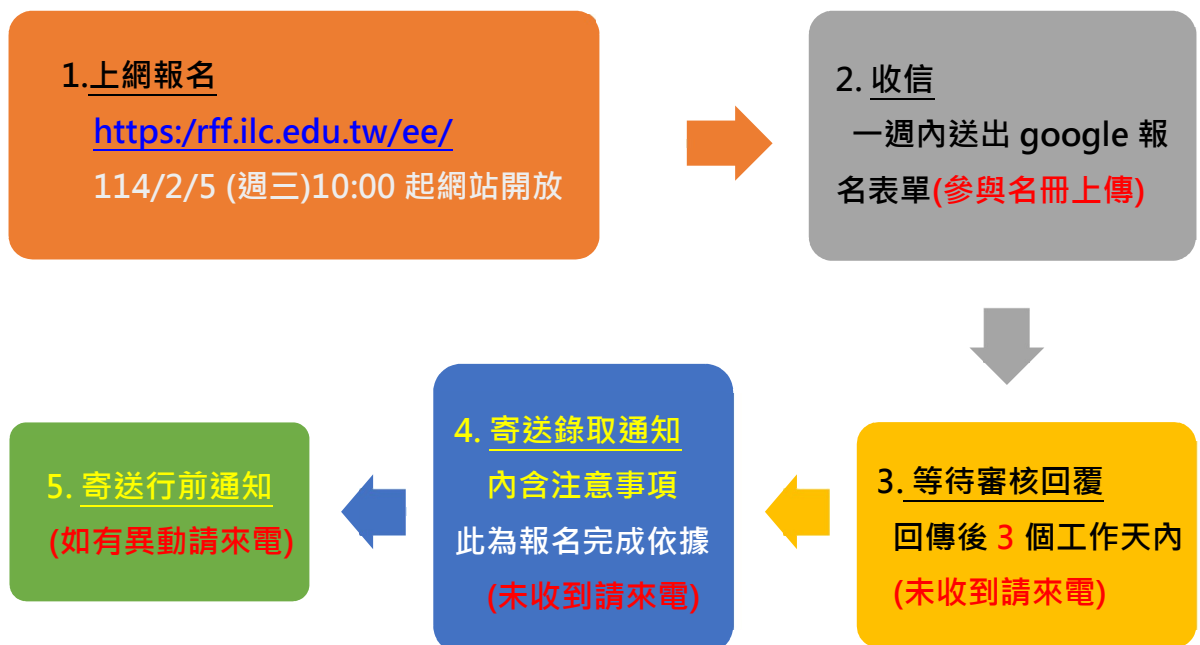 1.上網報名
https:/rff.ilc.edu.tw/ee/
114/2/5 (週三)10:00 起網站開放
2. 收信
一週內送出 google 報
名表單(參與名冊上傳)
3. 等待審核回覆
回傳後 3 個工作天內
(未收到請來電)
4. 寄送錄取通知
內含注意事項
此為報名完成依據
(未收到請來電)
5. 寄送行前通知
(如有異動請來電)